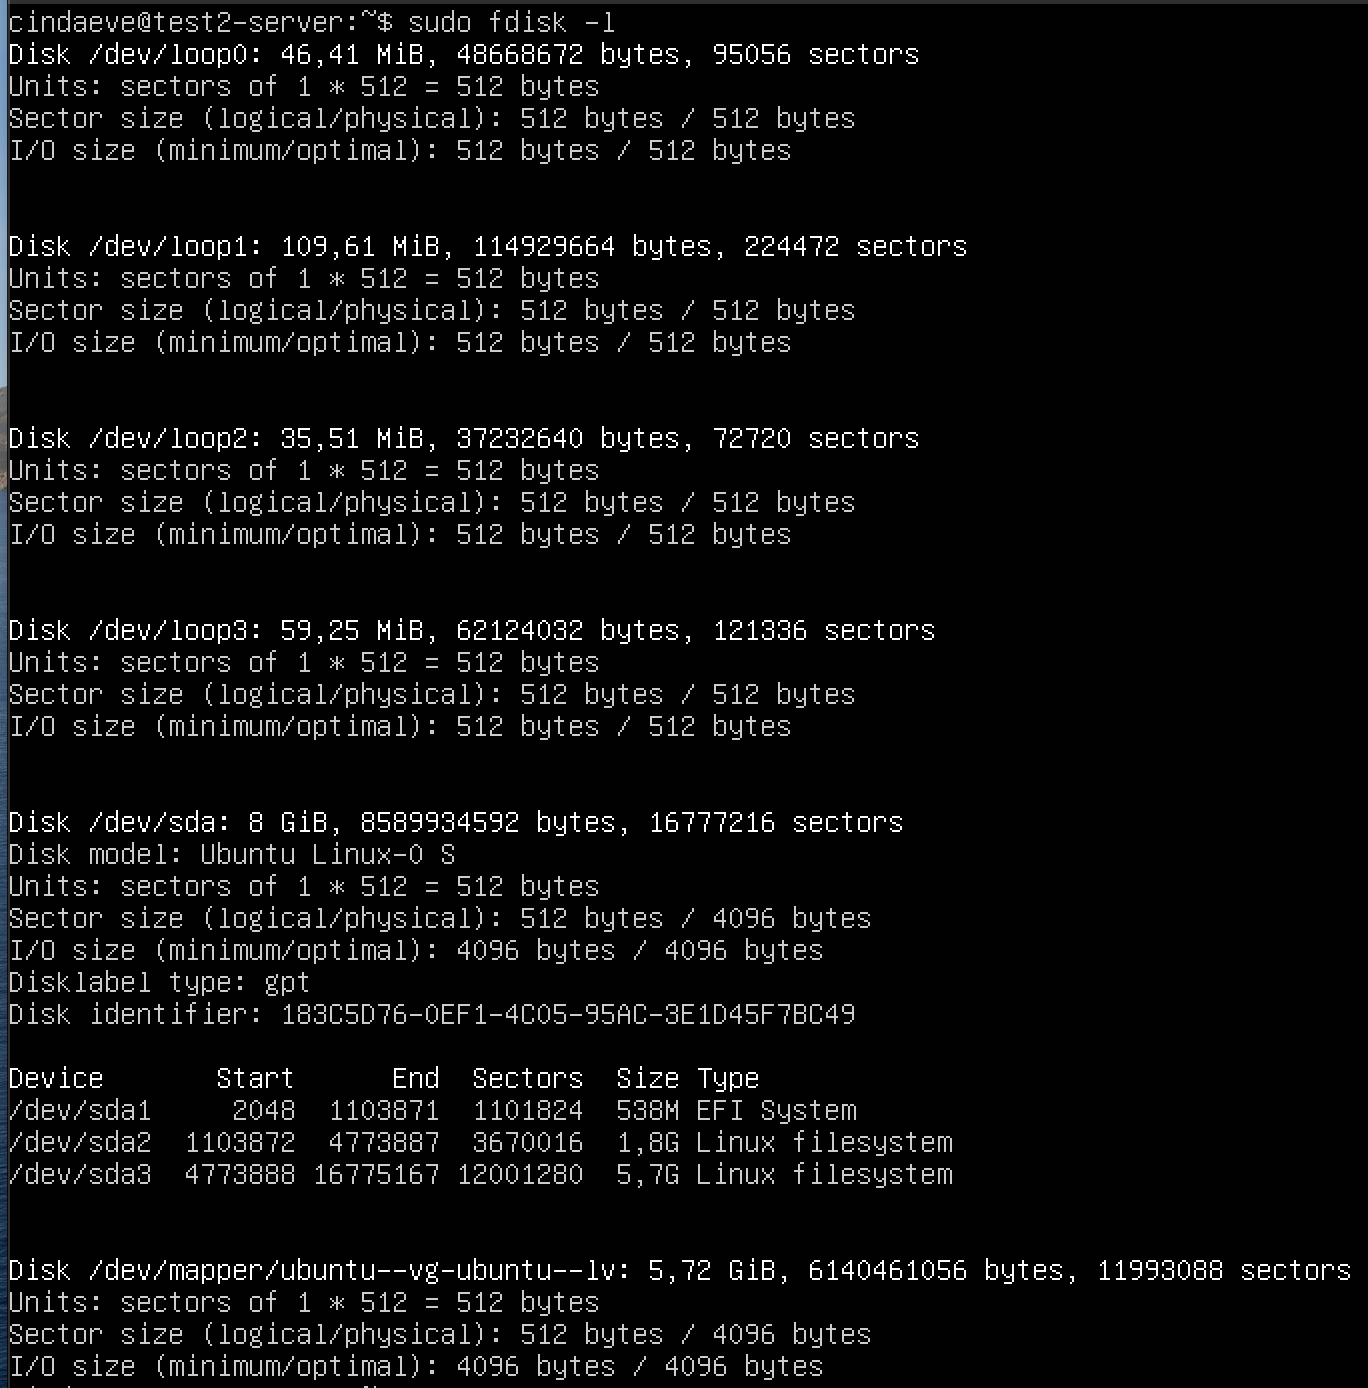 cindaeve@test2-server:~$ sudo fdisk -l
Disk /dev/loop0: 46,41 MiB, 48668672 bytes, 95056 sectors
Units: sectors of 1 * 512 = 512 bytes
Sector size (logical/physical): 512 bytes / 512 bytes
I/O size (minimum/optimal): 512 bytes / 512 bytes
Disk /dev/loop1: 109,61 MiB, 114929664 bytes, 224472 sectors
Units: sectors of 1 * 512 = 512 bytes
Sector size (logical/physical): 512 bytes / 512 bytes
I/O size (minimum/optimal): 512 bytes / 512 bytes
Disk /dev/loop2: 35,51 MiB, 37232640 bytes, 72720 sectors
Units: sectors of 1 * 512 = 512 bytes
Sector size (logical/physical): 512 bytes / 512 bytes
I/O size (minimum/optimal): 512 bytes / 512 bytes
Disk /dev/loop3: 59,25 MiB, 62124032 bytes, 121336 sectors
Units: sectors of 1 * 512 = 512 bytes
Sector size (logical/physical): 512 bytes / 512 bytes
I/O size (minimum/optimal): 512 bytes / 512 bytes
Disk /dev/sda: 8 GiB, 8589934592 bytes, 16777216 sectors
Disk model: Ubuntu Linux-0 S
Units: sectors of 1 * 512 = 512 bytes
Sector size (logical/physical): 512 bytes / 4096 bytes
I/O size (minimum/optimal): 4096 bytes / 4096 bytes
Disklabel type: gpt
Disk identifier: 183C5D76-0EF1-4C05-95AC-3E1D45F7BC49
Device Start End Sectors Size Type
/dev/sda1 2048 1103871 1101824 538M EFI System
/dev/sda2 1103872 4773887 3670016 1,8G Linux filesystem
/dev/sda3 4773888 16775167 12001280 5,7G Linux filesystem
Disk /dev/mapper/ubuntu--vg-ubuntu--lv: 5,72 GiB, 6140461056 bytes, 11993088 sectors
Units: sectors of 1 * 512 = 512 bytes
Sector size (logical/physical): 512 bytes / 4096 bytes
I/O size (minimum/optimal): 4096 bytes / 4096 bytes